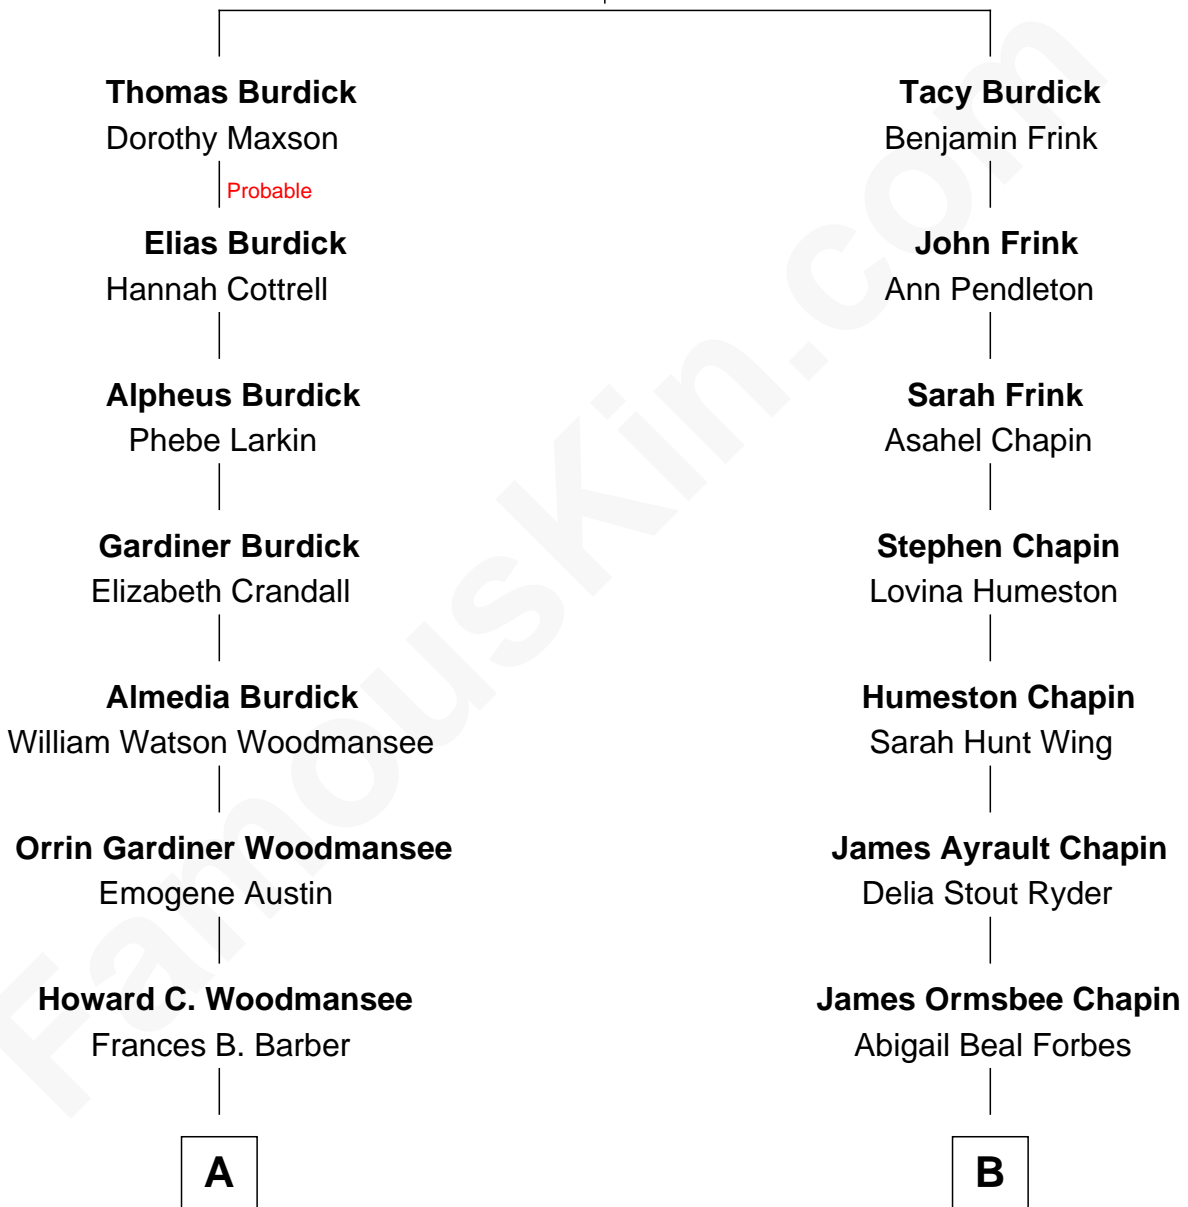 Thomas Burdick
Dorothy Maxson
Probable
Elias Burdick
Hannah Cottrell
Alpheus Burdick
Phebe Larkin
Gardiner Burdick
Elizabeth Crandall
Almedia Burdick
William Watson Woodmansee
Orrin Gardiner Woodmansee
Emogene Austin
Howard C. Woodmansee
Frances B. Barber
A
Tacy Burdick
Benjamin Frink
John Frink
Ann Pendleton
Sarah Frink
Asahel Chapin
Stephen Chapin
Lovina Humeston
Humeston Chapin
Sarah Hunt Wing
James Ayrault Chapin
Delia Stout Ryder
James Ormsbee Chapin
Abigail Beal Forbes
B
FamousKin.com